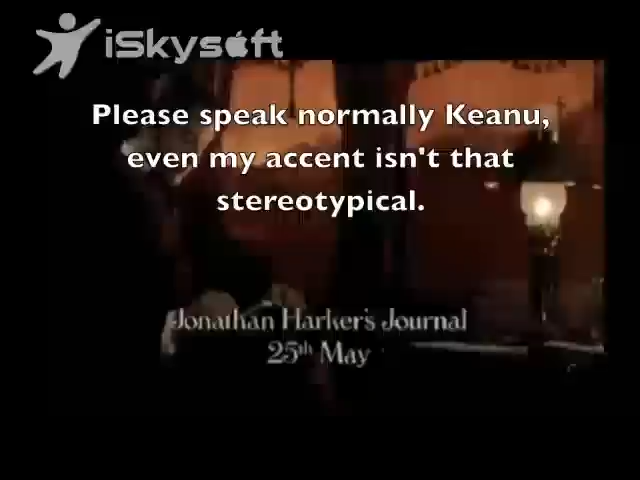 iSkysoft
Please speak normally Keanu,
even my accent isn't that
stereotypical.
Jonathan Harker's Journal
25th May